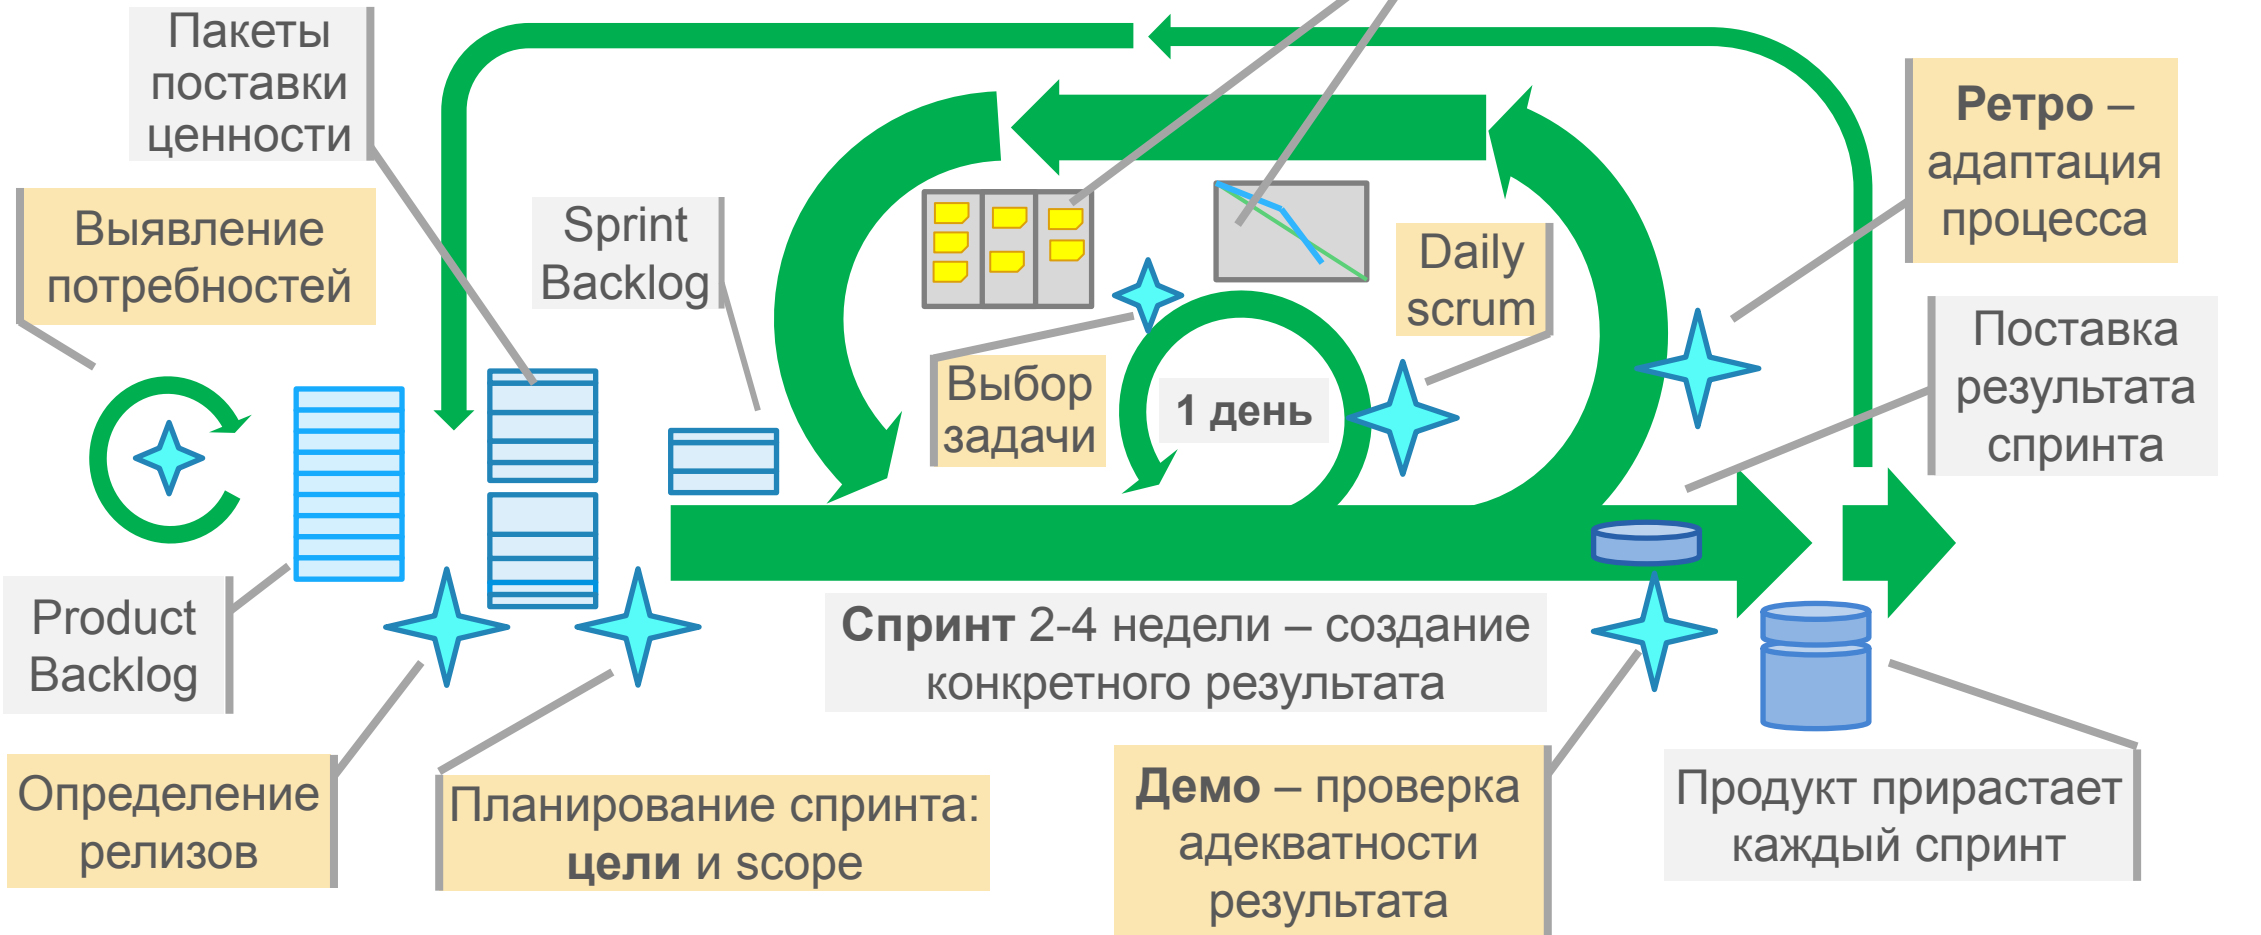 Пакеты
поставки
ценности
Выявление
потребностей
Sprint
Backlog
Daily
scrum
Ретро –
адаптация
процесса
Выбор
задачи
1 день
Поставка
результата
спринта
Product
Backlog
Спринт 2-4 недели – создание
конкретного результата
Определение
релизов
Планирование спринта:
цели и scope
Демо – проверка
адекватности
результата
Продукт прирастает
каждый спринт